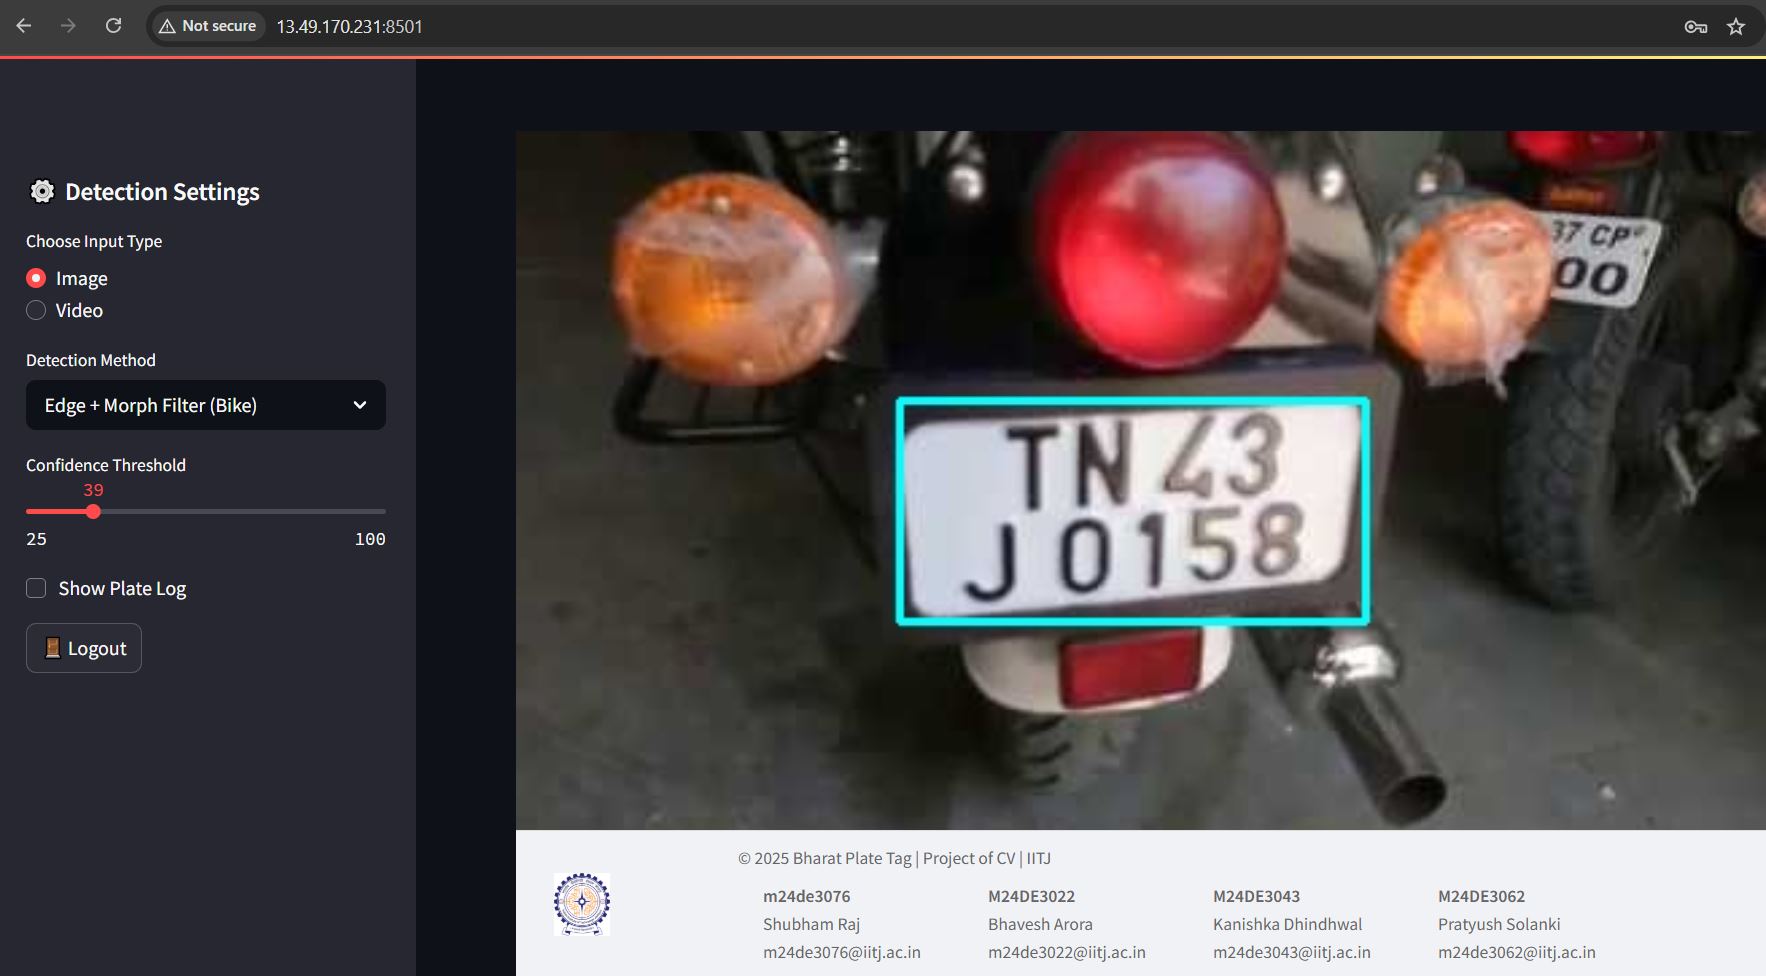 Not secure
13.49.170.231:8501
Detection Settings
Choose Input Type
Image
Video
Detection Method
Edge + Morph Filter (Bike)
Confidence Threshold
39
25 100
Show Plate Log
Logout
37 CP
00
TN 43
J 0158
© 2025 Bharat Plate Tag | Project of CV | IITJ
m24de3076 M24DE3022 M24DE3043 M24DE3062
Shubham Raj Bhavesh Arora Kanishka Dhindhwal Pratyush Solanki
m24de3076@iitj.ac.in m24de3022@iitj.ac.in m24de3043@iitj.ac.in m24de3062@iitj.ac.in